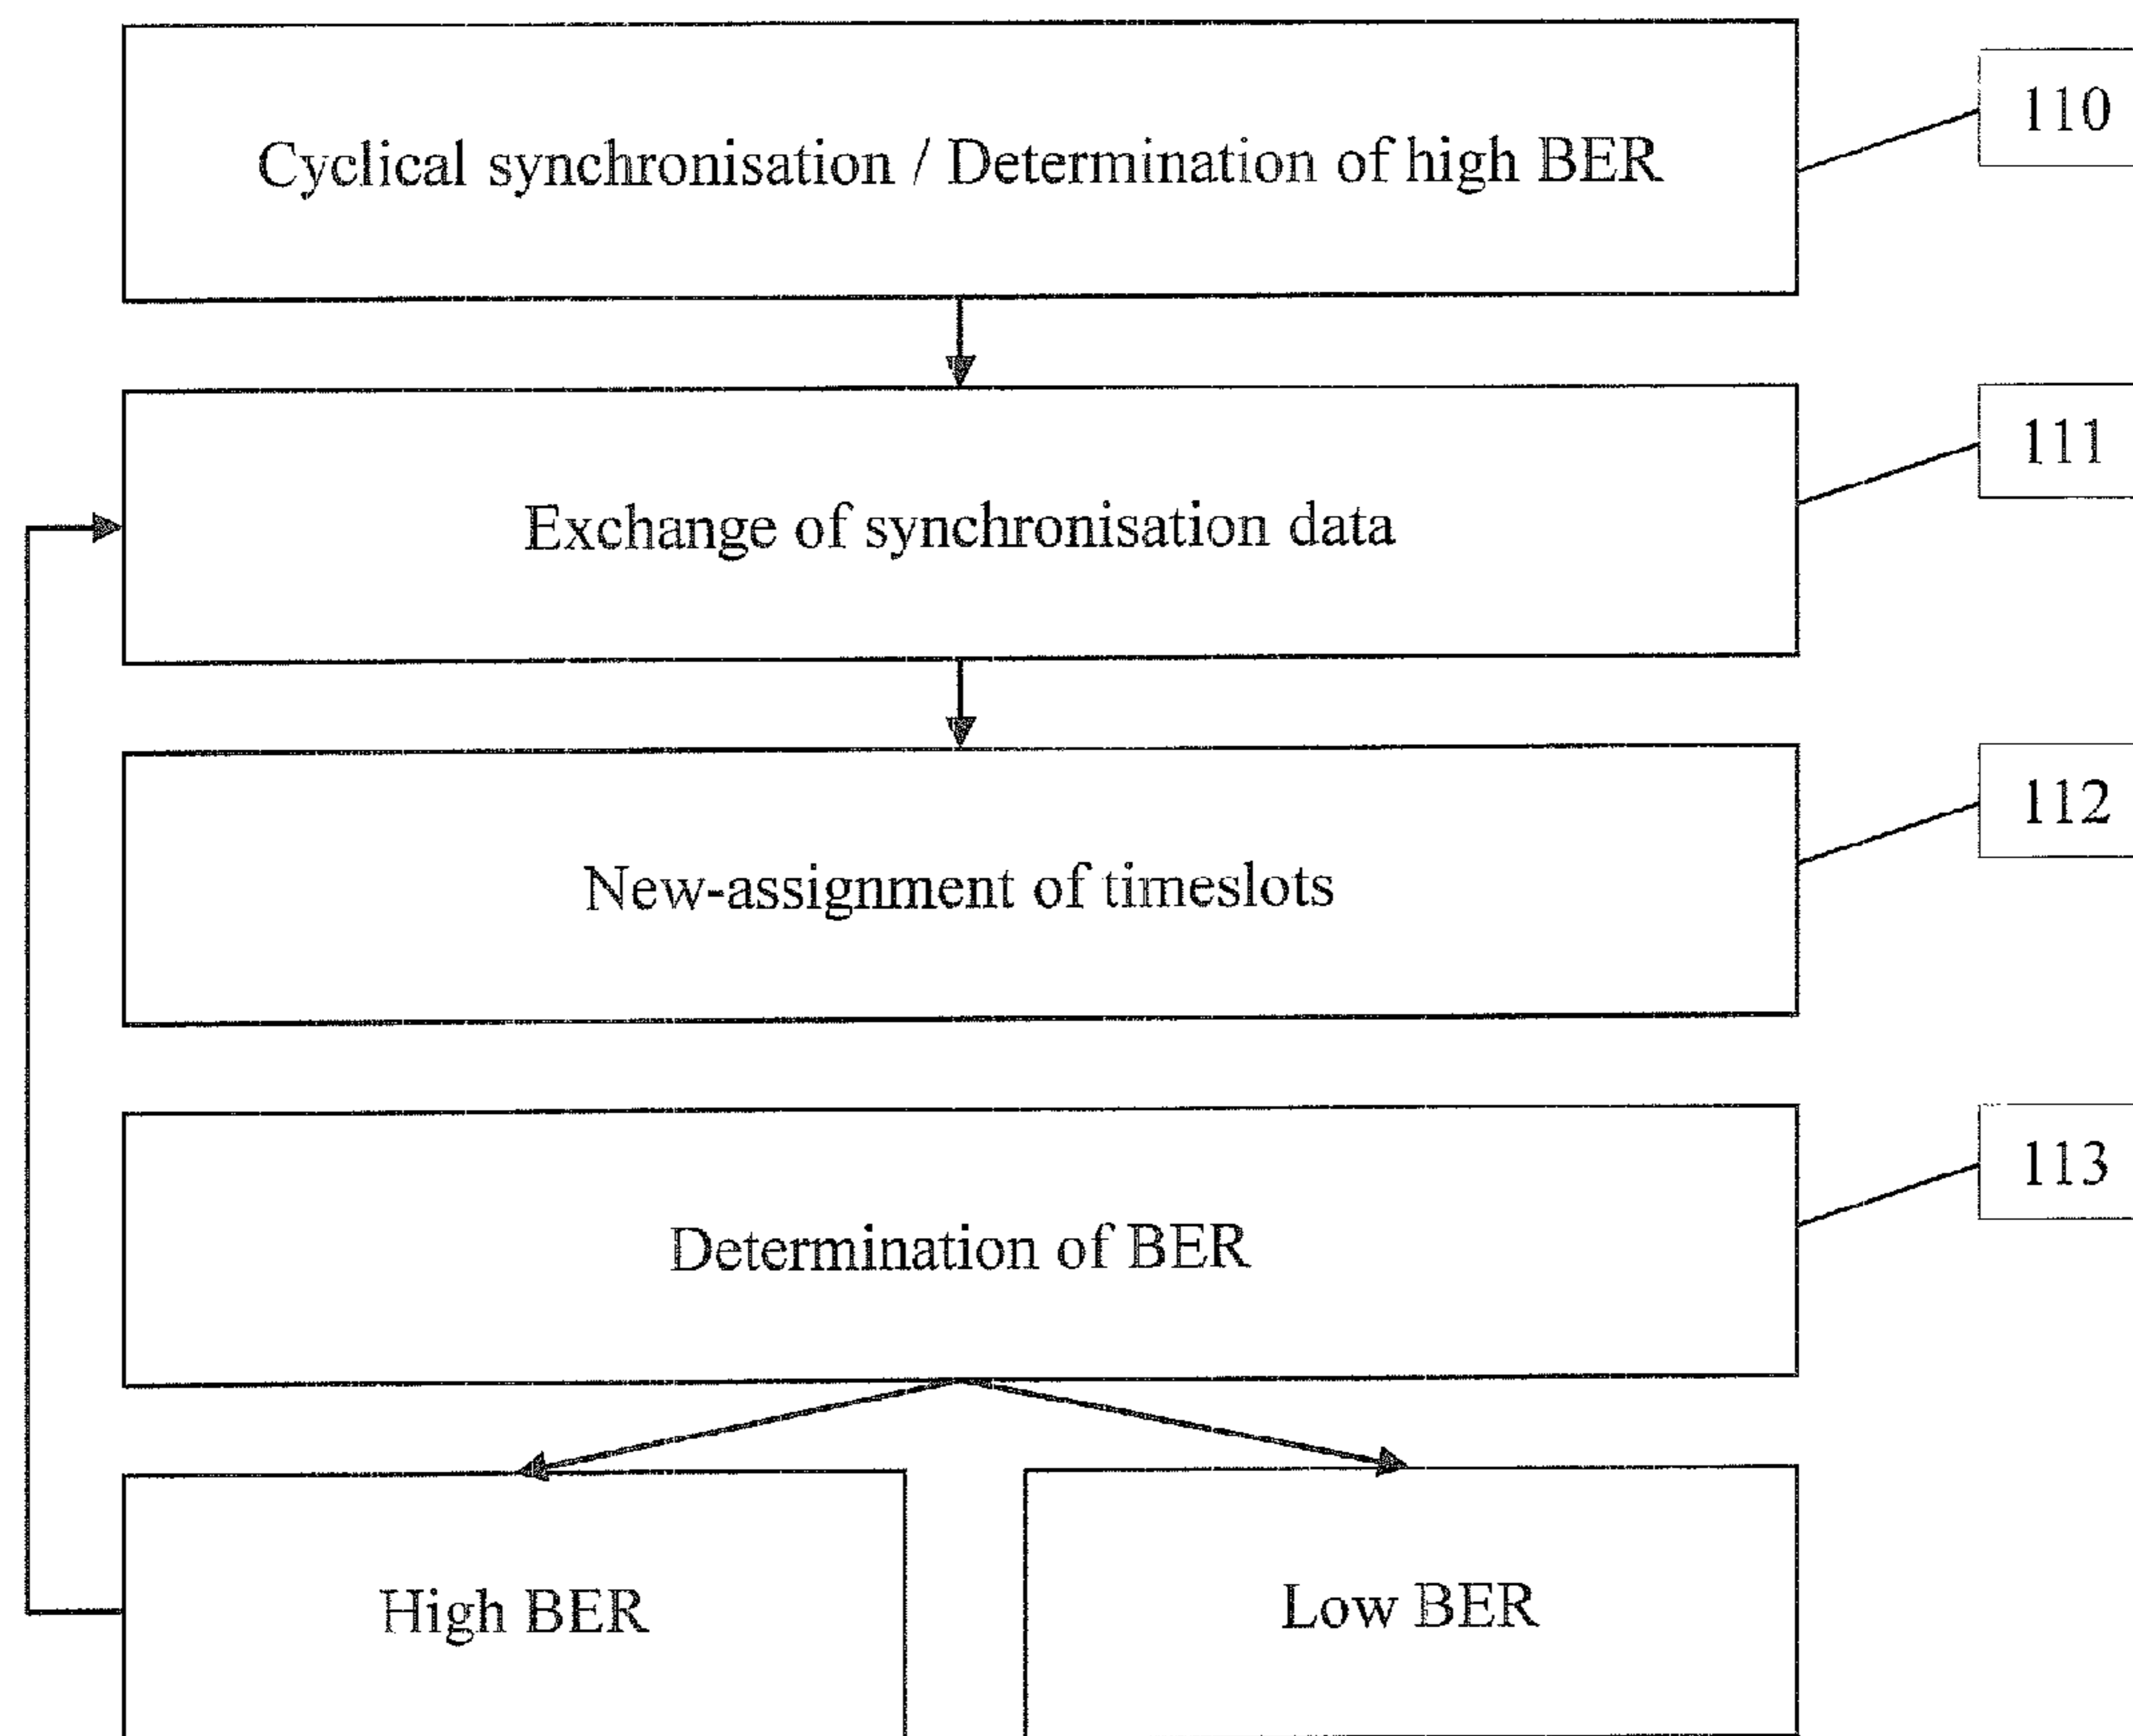 Cyclical synchronisation / Determination of high BER
110
Exchange of synchronisation data
111
New-assignment of timeslots
112
Determination of BER
113
High BER
Low BER